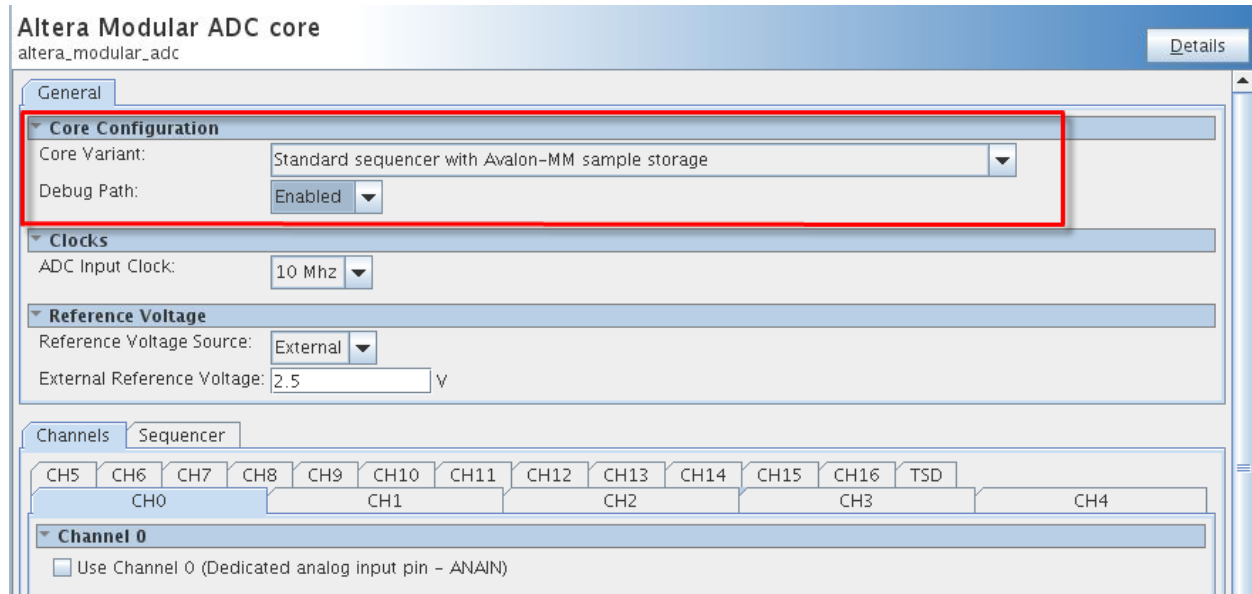 Altera Modular ADC core
altera_modular_adc
Details
General
Core Configuration
Core Variant: Standard sequencer with Avalon-MM sample storage
Debug Path: Enabled
Clocks
ADC Input Clock: 10 Mhz
Reference Voltage
Reference Voltage Source: External
External Reference Voltage: 2.5 V
Channels Sequencer
CH5 CH6 CH7 CH8 CH9 CH10 CH11 CH12 CH13 CH14 CH15 CH16 TSD
CH0 CH1 CH2 CH3 CH4
Channel 0
Use Channel 0 (Dedicated analog input pin - ANAIN)